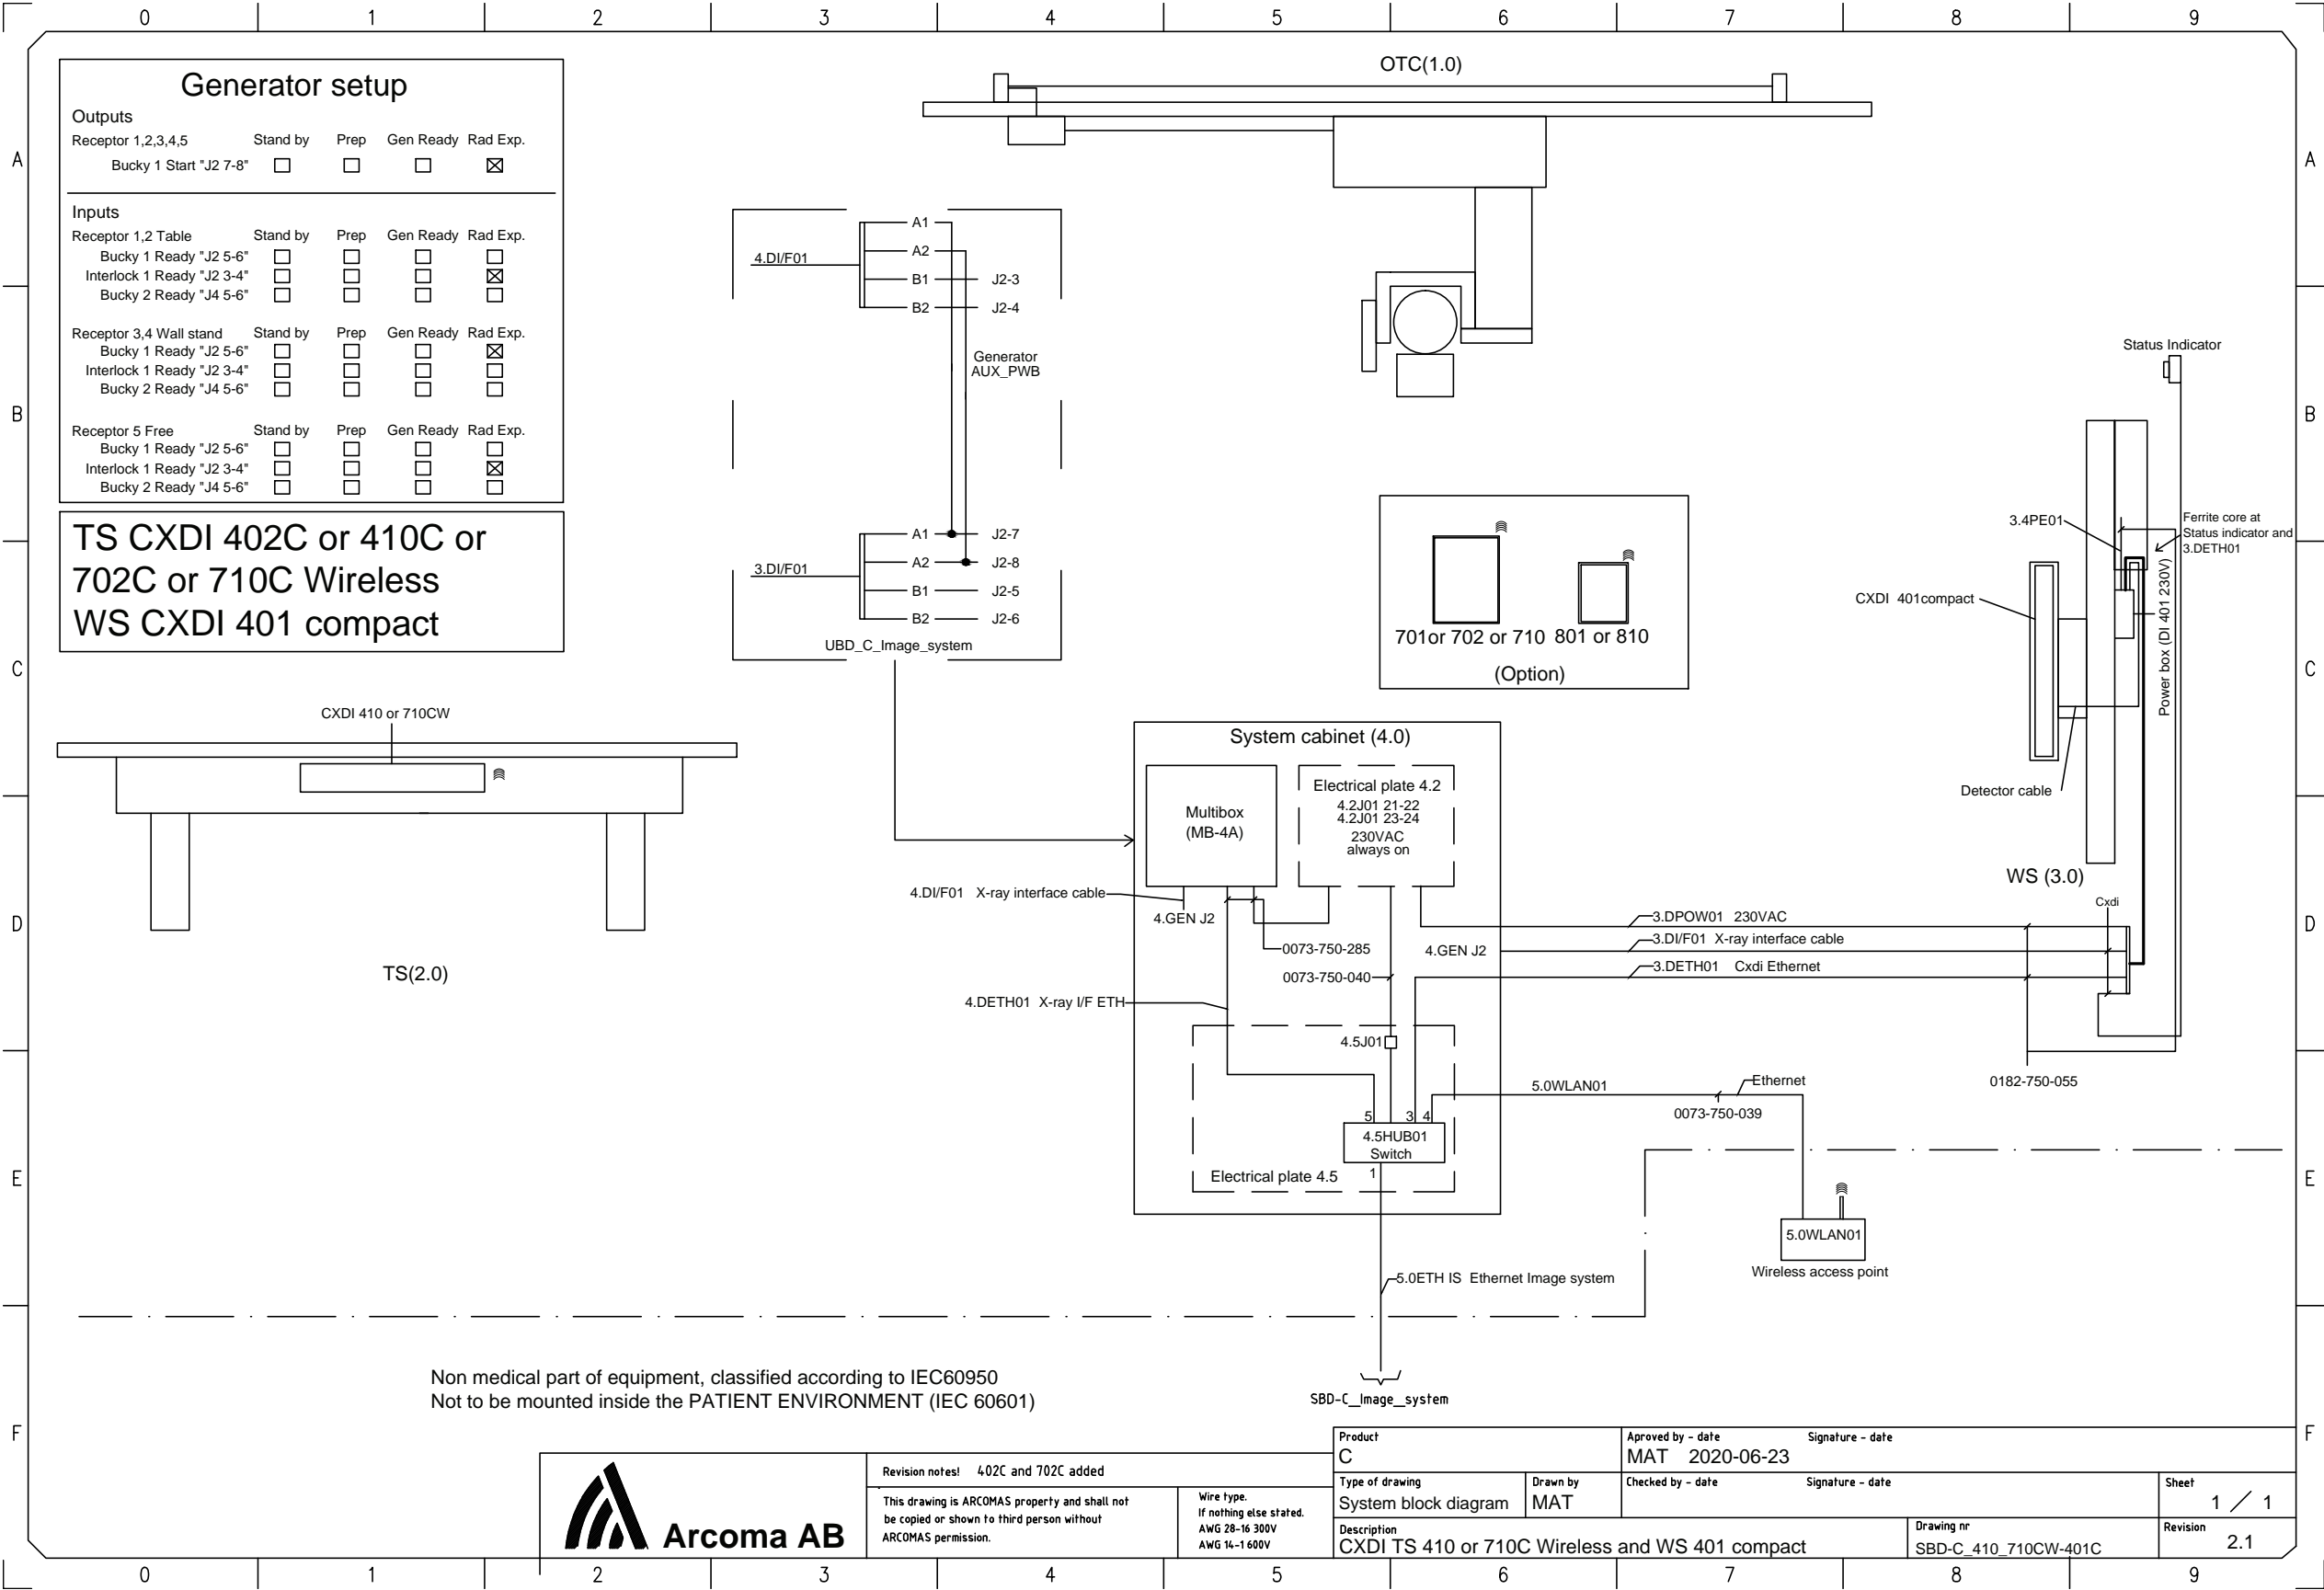 0 1 2 3 4 5 6 7 8 9
A
B
C
D
E
F
Generator setup
Outputs
Receptor 1,2,3,4,5 Stand by Prep Gen Ready Rad Exp.
Bucky 1 Start "J2 7-8"
Inputs
Receptor 1,2 Table Stand by Prep Gen Ready Rad Exp.
Bucky 1 Ready "J2 5-6"
Interlock 1 Ready "J2 3-4"
Bucky 2 Ready "J4 5-6"
Receptor 3,4 Wall stand Stand by Prep Gen Ready Rad Exp.
Bucky 1 Ready "J2 5-6"
Interlock 1 Ready "J2 3-4"
Bucky 2 Ready "J4 5-6"
Receptor 5 Free Stand by Prep Gen Ready Rad Exp.
Bucky 1 Ready "J2 5-6"
Interlock 1 Ready "J2 3-4"
Bucky 2 Ready "J4 5-6"
TS CXDI 402C or 410C or
702C or 710C Wireless
WS CXDI 401 compact
CXDI 410 or 710CW
TS(2.0)
4.DI/F01
A1
A2
B1 J2-3
B2 J2-4
Generator
AUX_PWB
3.DI/F01
A1 J2-7
A2 J2-8
B1 J2-5
B2 J2-6
UBD_C_Image_system
OTC(1.0)
701or 702 or 710 801 or 810
(Option)
Status Indicator
3.4PE01
Ferrite core at
Status indicator and
3.DETH01
Power box (DI 401 230V)
CXDI 401compact
Detector cable
WS (3.0)
Cxdi
System cabinet (4.0)
Multibox
(MB-4A)
Electrical plate 4.2
4.2J01 21-22
4.2J01 23-24
230VAC
always on
4.DI/F01 X-ray interface cable
4.GEN J2
0073-750-285
4.GEN J2
0073-750-040
4.DETH01 X-ray I/F ETH
4.5J01
3.DPOW01 230VAC
3.DI/F01 X-ray interface cable
3.DETH01 Cxdi Ethernet
0182-750-055
5.0WLAN01
Ethernet
0073-750-039
5 3 4
4.5HUB01
Switch
1
Electrical plate 4.5
5.0WLAN01
Wireless access point
5.0ETH IS Ethernet Image system
SBD-C_Image_system
Non medical part of equipment, classified according to IEC60950
Not to be mounted inside the PATIENT ENVIRONMENT (IEC 60601)
Arcoma AB
Revision notes! 402C and 702C added
This drawing is ARCOMAS property and shall not
be copied or shown to third person without
ARCOMAS permission.
Wire type.
If nothing else stated.
AWG 28-16 300V
AWG 14-1 600V
Product
C
Aproved by - date Signature - date
MAT 2020-06-23
Type of drawing
System block diagram
Drawn by
MAT
Checked by - date Signature - date
Sheet
1 / 1
Description
CXDI TS 410 or 710C Wireless and WS 401 compact
Drawing nr
SBD-C_410_710CW-401C
Revision
2.1
A
B
C
D
E
F
0 1 2 3 4 5 6 7 8 9